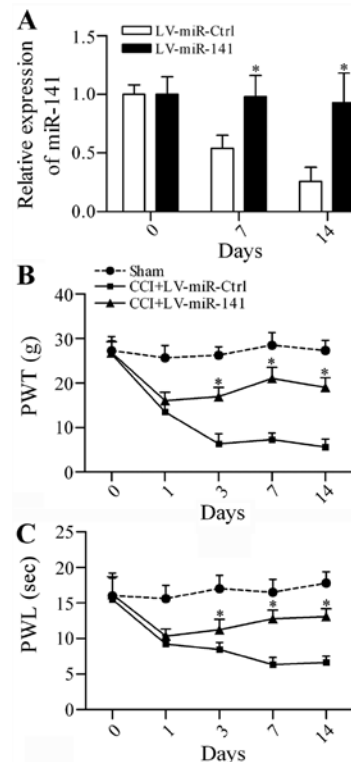 A
LV-miR-Ctrl
LV-miR-141
Relative expression
of miR-141
1.5
1.0
0.5
0.0
* *
0 7 14
Days
B
Sham
CCI+LV-miR-Ctrl
CCI+LV-miR-141
PWT (g)
40
30
20
10
0
* * *
0 1 3 7 14
Days
C
PWL (sec)
25
20
15
10
5
0
* * *
0 1 3 7 14
Days